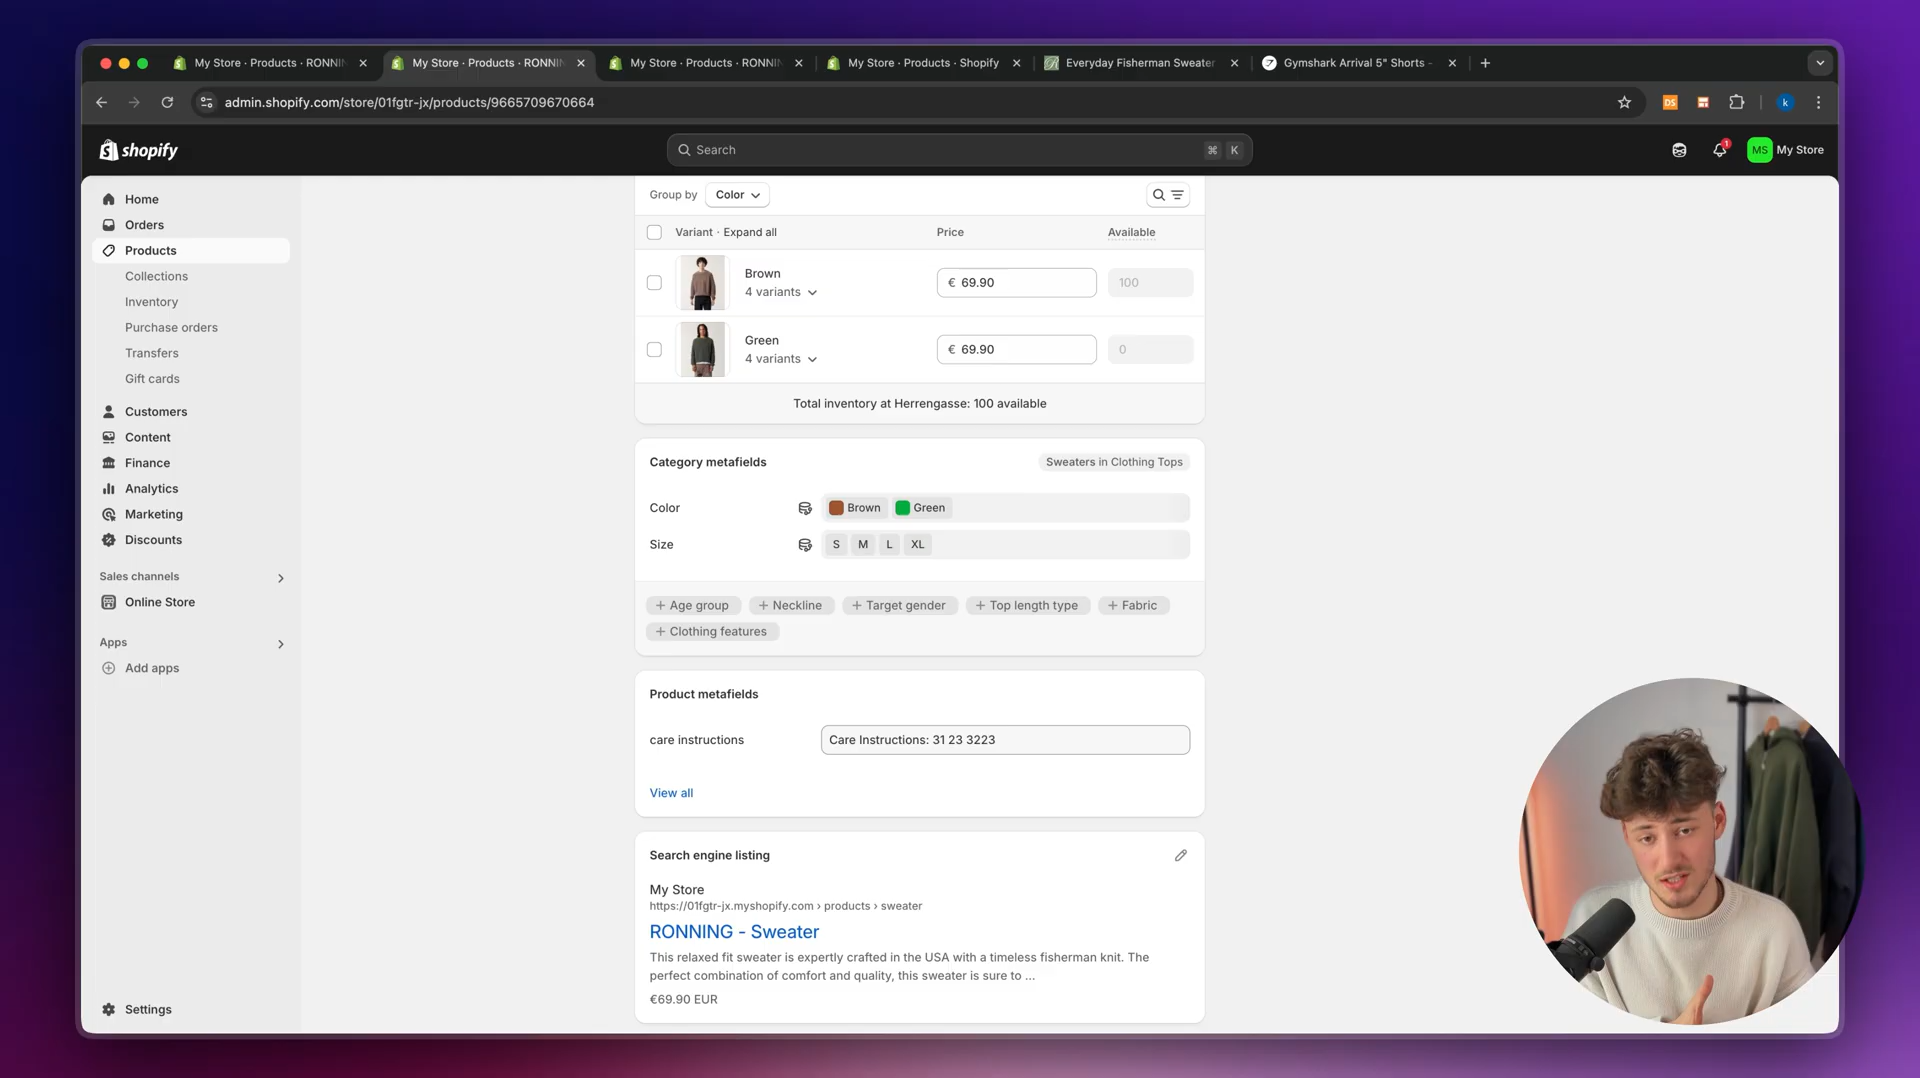 My Store · Products · RONNIN
My Store · Products · RONNIN
My Store · Products · RONNIN
My Store · Products · Shopify
Everyday Fisherman Sweater
Gymshark Arrival 5" Shorts -
admin.shopify.com/store/01fgtr-jx/products/9665709670664
DS
k
shopify
Search
⌘ K
1
MS My Store
Home
Orders
Products
Collections
Inventory
Purchase orders
Transfers
Gift cards
Customers
Content
Finance
Analytics
Marketing
Discounts
Sales channels
Online Store
Apps
Add apps
Settings
Group by Color
Variant · Expand all Price Available
Brown
4 variants
€ 69.90 100
Green
4 variants
€ 69.90 0
Total inventory at Herrengasse: 100 available
Category metafields Sweaters in Clothing Tops
Color Brown Green
Size S M L XL
+ Age group + Neckline + Target gender + Top length type + Fabric
+ Clothing features
Product metafields
care instructions Care Instructions: 31 23 3223
View all
Search engine listing
My Store
https://01fgtr-jx.myshopify.com › products › sweater
RONNING - Sweater
This relaxed fit sweater is expertly crafted in the USA with a timeless fisherman knit. The
perfect combination of comfort and quality, this sweater is sure to ...
€69.90 EUR